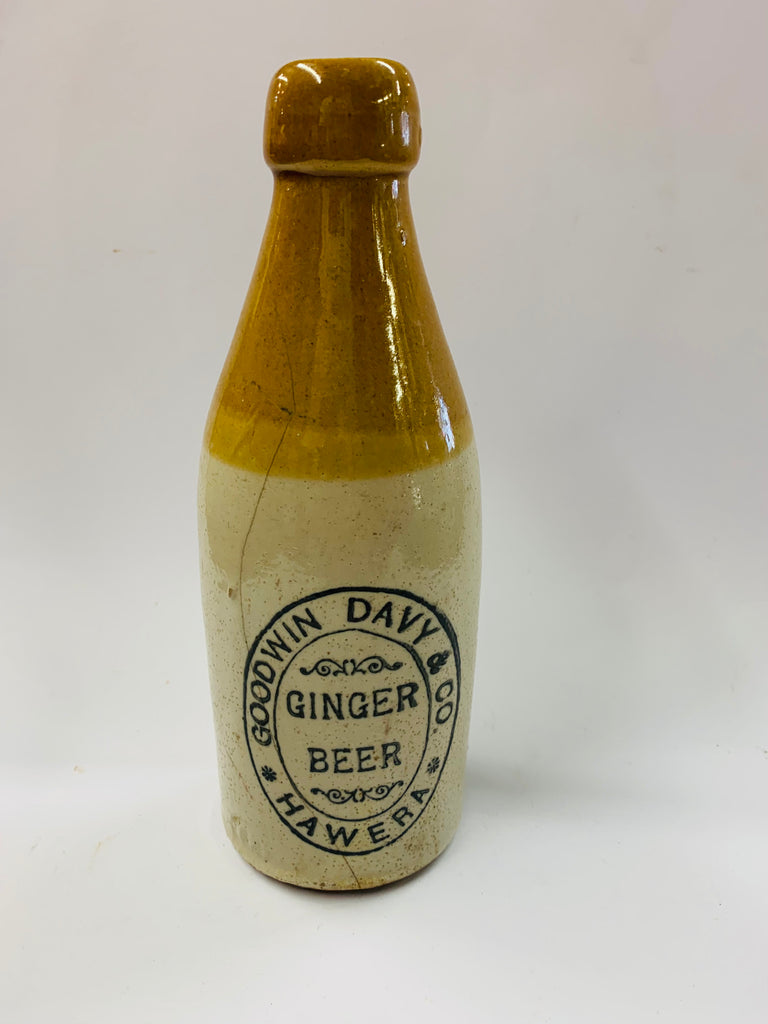 GOODWIN DAVY & CO.
GINGER
BEER
* HAWERA *